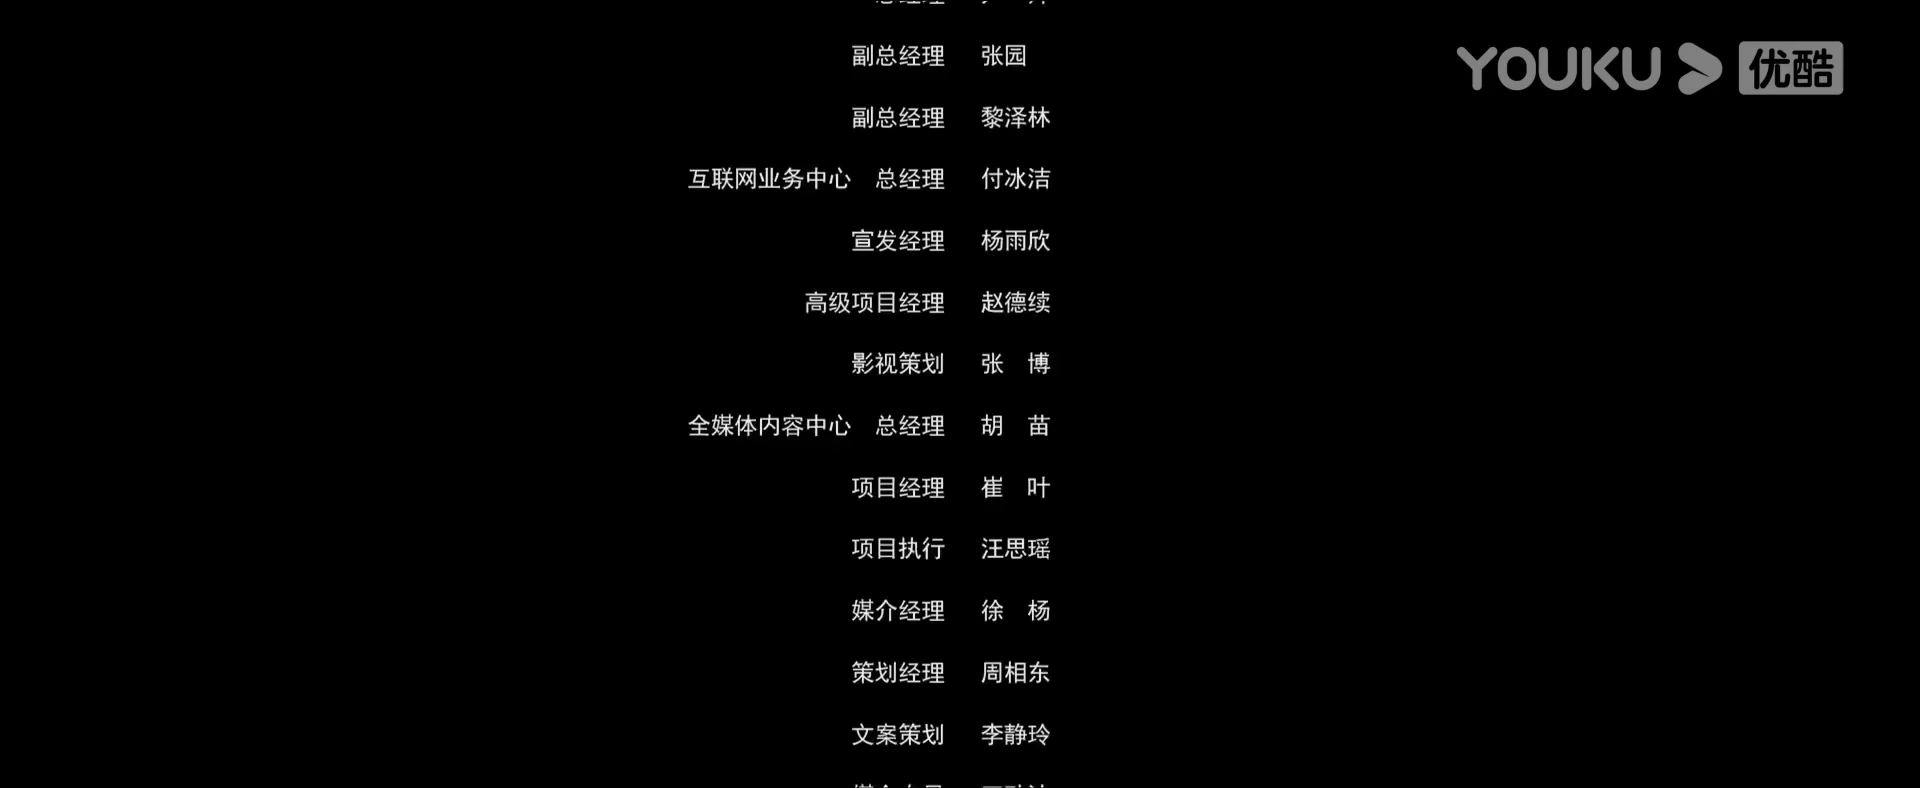 副总经理 张园
YOUKU 优酷
副总经理 黎泽林
互联网业务中心 总经理 付冰洁
宣发经理 杨雨欣
高级项目经理 赵德续
影视策划 张 博
全媒体内容中心 总经理 胡 苗
项目经理 崔 叶
项目执行 汪思瑶
媒介经理 徐 杨
策划经理 周相东
文案策划 李静玲